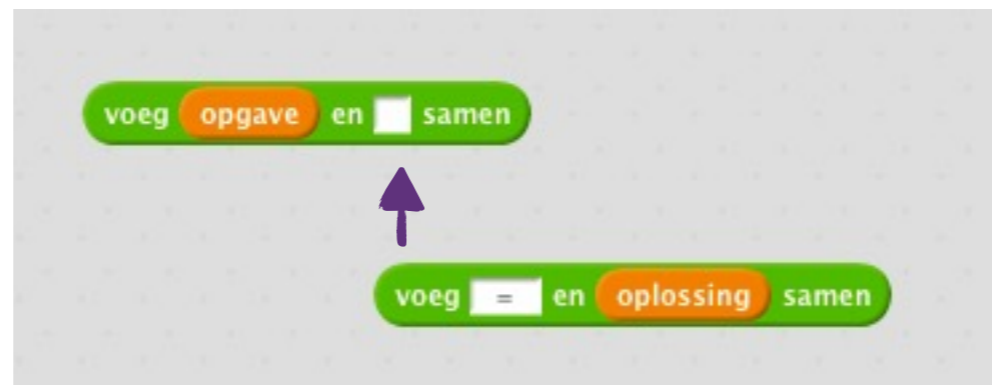 voeg opgave en samen
voeg = en oplossing samen